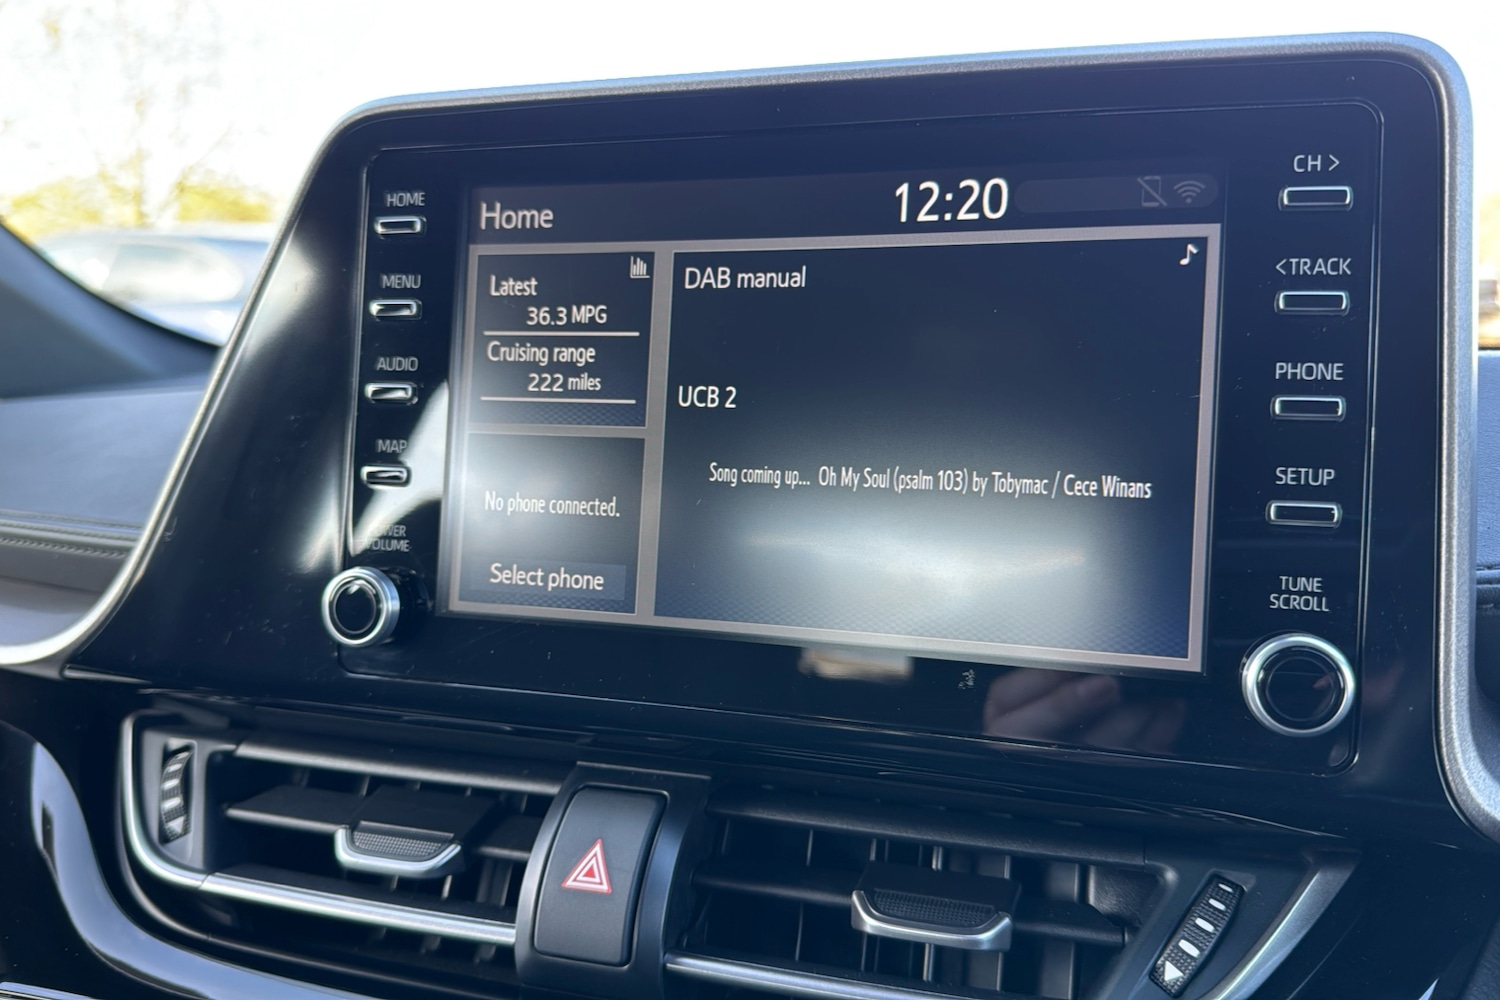 HOME
MENU
AUDIO
MAP
POWER
VOLUME
Home
12:20
Latest
36.3 MPG
Cruising range
222 miles
No phone connected.
Select phone
DAB manual
UCB 2
Song coming up... Oh My Soul (psalm 103) by Tobymac / Cece Winans
CH >
<TRACK
PHONE
SETUP
TUNE
SCROLL